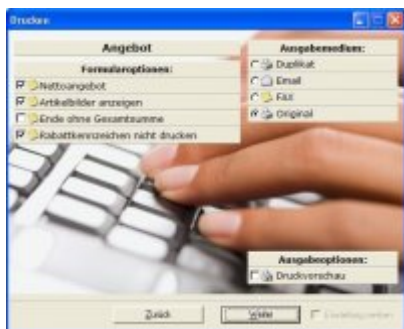 Drucken
Angebot
Formularoptionen:
Nettoangebot
Artikelbilder anzeigen
Ende ohne Gesamtsumme
Rabattkennzeichen nicht drucken
Ausgabemedium:
Duplikat
Email
FAX
Original
Ausgabeoptionen:
Druckvorschau
Zurück
Weiter